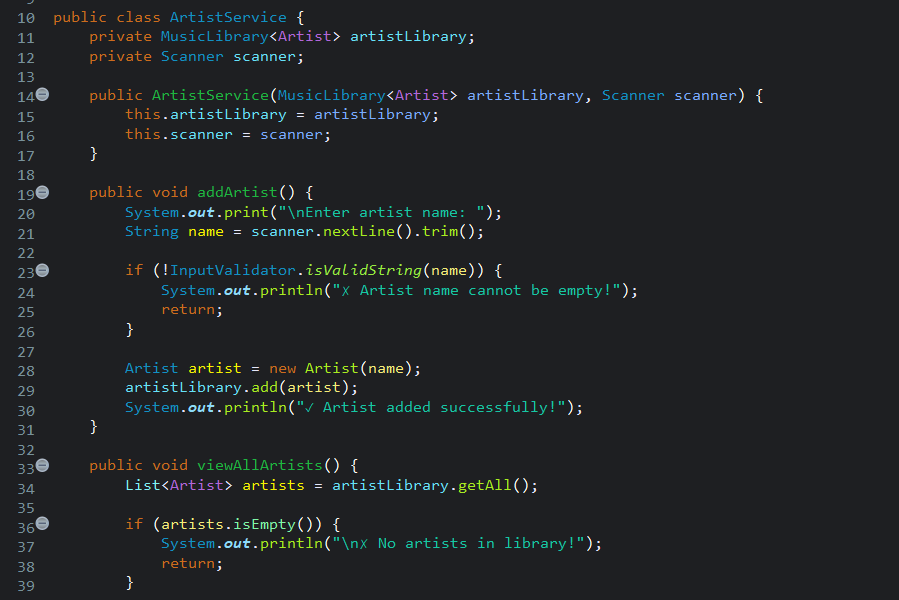 10 public class ArtistService {
11     private MusicLibrary<Artist> artistLibrary;
12     private Scanner scanner;
13
14     public ArtistService(MusicLibrary<Artist> artistLibrary, Scanner scanner) {
15         this.artistLibrary = artistLibrary;
16         this.scanner = scanner;
17     }
18
19     public void addArtist() {
20         System.out.print("\nEnter artist name: ");
21         String name = scanner.nextLine().trim();
22
23         if (!InputValidator.isValidString(name)) {
24             System.out.println("✗ Artist name cannot be empty!");
25             return;
26         }
27
28         Artist artist = new Artist(name);
29         artistLibrary.add(artist);
30         System.out.println("✓ Artist added successfully!");
31     }
32
33     public void viewAllArtists() {
34         List<Artist> artists = artistLibrary.getAll();
35
36         if (artists.isEmpty()) {
37             System.out.println("\n✗ No artists in library!");
38             return;
39         }